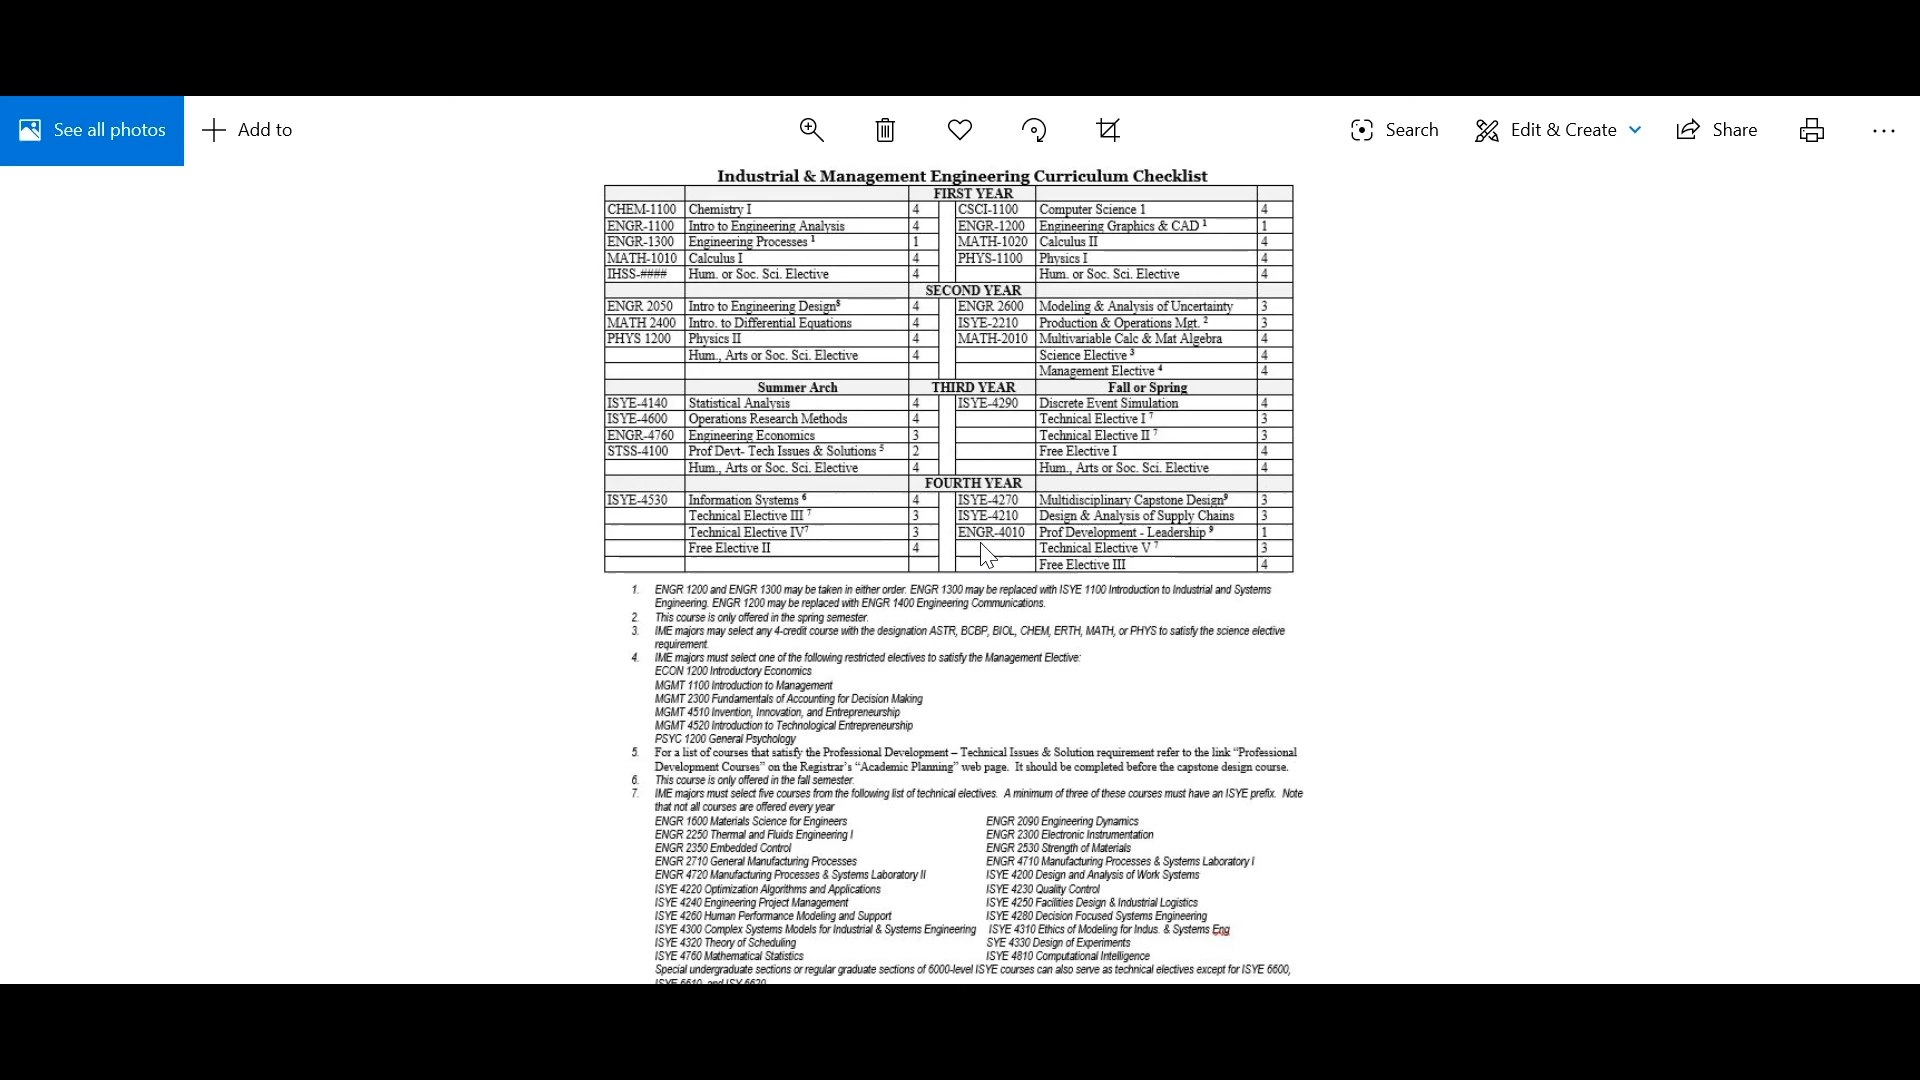 See all photos
Add to
Search
Edit & Create
Share
Industrial & Management Engineering Curriculum Checklist
FIRST YEAR
CHEM-1100 Chemistry I 4 CSCI-1100 Computer Science 1 4
ENGR-1100 Intro to Engineering Analysis 4 ENGR-1200 Engineering Graphics & CAD 1 1
ENGR-1300 Engineering Processes 1 1 MATH-1020 Calculus II 4
MATH-1010 Calculus I 4 PHYS-1100 Physics I 4
IHSS-#### Hum. or Soc. Sci. Elective 4 Hum. or Soc. Sci. Elective 4
SECOND YEAR
ENGR 2050 Intro to Engineering Design8 4 ENGR 2600 Modeling & Analysis of Uncertainty 3
MATH 2400 Intro. to Differential Equations 4 ISYE-2210 Production & Operations Mgt. 2 3
PHYS 1200 Physics II 4 MATH-2010 Multivariable Calc & Mat Algebra 4
Hum., Arts or Soc. Sci. Elective 4 Science Elective 3 4
Management Elective 4 4
Summer Arch THIRD YEAR Fall or Spring
ISYE-4140 Statistical Analysis 4 ISYE-4290 Discrete Event Simulation 4
ISYE-4600 Operations Research Methods 4 Technical Elective I 7 3
ENGR-4760 Engineering Economics 3 Technical Elective II 7 3
STSS-4100 Prof Devt- Tech Issues & Solutions 5 2 Free Elective I 4
Hum., Arts or Soc. Sci. Elective 4 Hum., Arts or Soc. Sci. Elective 4
FOURTH YEAR
ISYE-4530 Information Systems 6 4 ISYE-4270 Multidisciplinary Capstone Design9 3
Technical Elective III 7 3 ISYE-4210 Design & Analysis of Supply Chains 3
Technical Elective IV7 3 ENGR-4010 Prof Development - Leadership 9 1
Free Elective II 4 Technical Elective V 7 3
Free Elective III 4
1. ENGR 1200 and ENGR 1300 may be taken in either order. ENGR 1300 may be replaced with ISYE 1100 Introduction to Industrial and Systems
Engineering. ENGR 1200 may be replaced with ENGR 1400 Engineering Communications.
2. This course is only offered in the spring semester.
3. IME majors may select any 4-credit course with the designation ASTR, BCBP, BIOL, CHEM, ERTH, MATH, or PHYS to satisfy the science elective
requirement.
4. IME majors must select one of the following restricted electives to satisfy the Management Elective:
ECON 1200 Introductory Economics
MGMT 1100 Introduction to Management
MGMT 2300 Fundamentals of Accounting for Decision Making
MGMT 4510 Invention, Innovation, and Entrepreneurship
MGMT 4520 Introduction to Technological Entrepreneurship
PSYC 1200 General Psychology
5. For a list of courses that satisfy the Professional Development – Technical Issues & Solution requirement refer to the link “Professional
Development Courses” on the Registrar’s “Academic Planning” web page. It should be completed before the capstone design course.
6. This course is only offered in the fall semester.
7. IME majors must select five courses from the following list of technical electives. A minimum of three of these courses must have an ISYE prefix. Note
that not all courses are offered every year
ENGR 1600 Materials Science for Engineers ENGR 2090 Engineering Dynamics
ENGR 2250 Thermal and Fluids Engineering I ENGR 2300 Electronic Instrumentation
ENGR 2350 Embedded Control ENGR 2530 Strength of Materials
ENGR 2710 General Manufacturing Processes ENGR 4710 Manufacturing Processes & Systems Laboratory I
ENGR 4720 Manufacturing Processes & Systems Laboratory II ISYE 4200 Design and Analysis of Work Systems
ISYE 4220 Optimization Algorithms and Applications ISYE 4230 Quality Control
ISYE 4240 Engineering Project Management ISYE 4250 Facilities Design & Industrial Logistics
ISYE 4260 Human Performance Modeling and Support ISYE 4280 Decision Focused Systems Engineering
ISYE 4300 Complex Systems Models for Industrial & Systems Engineering ISYE 4310 Ethics of Modeling for Indus. & Systems Eng
ISYE 4320 Theory of Scheduling SYE 4330 Design of Experiments
ISYE 4760 Mathematical Statistics ISYE 4810 Computational Intelligence
Special undergraduate sections or regular graduate sections of 6000-level ISYE courses can also serve as technical electives except for ISYE 6600,
ISYE 6610, and ISY 6620